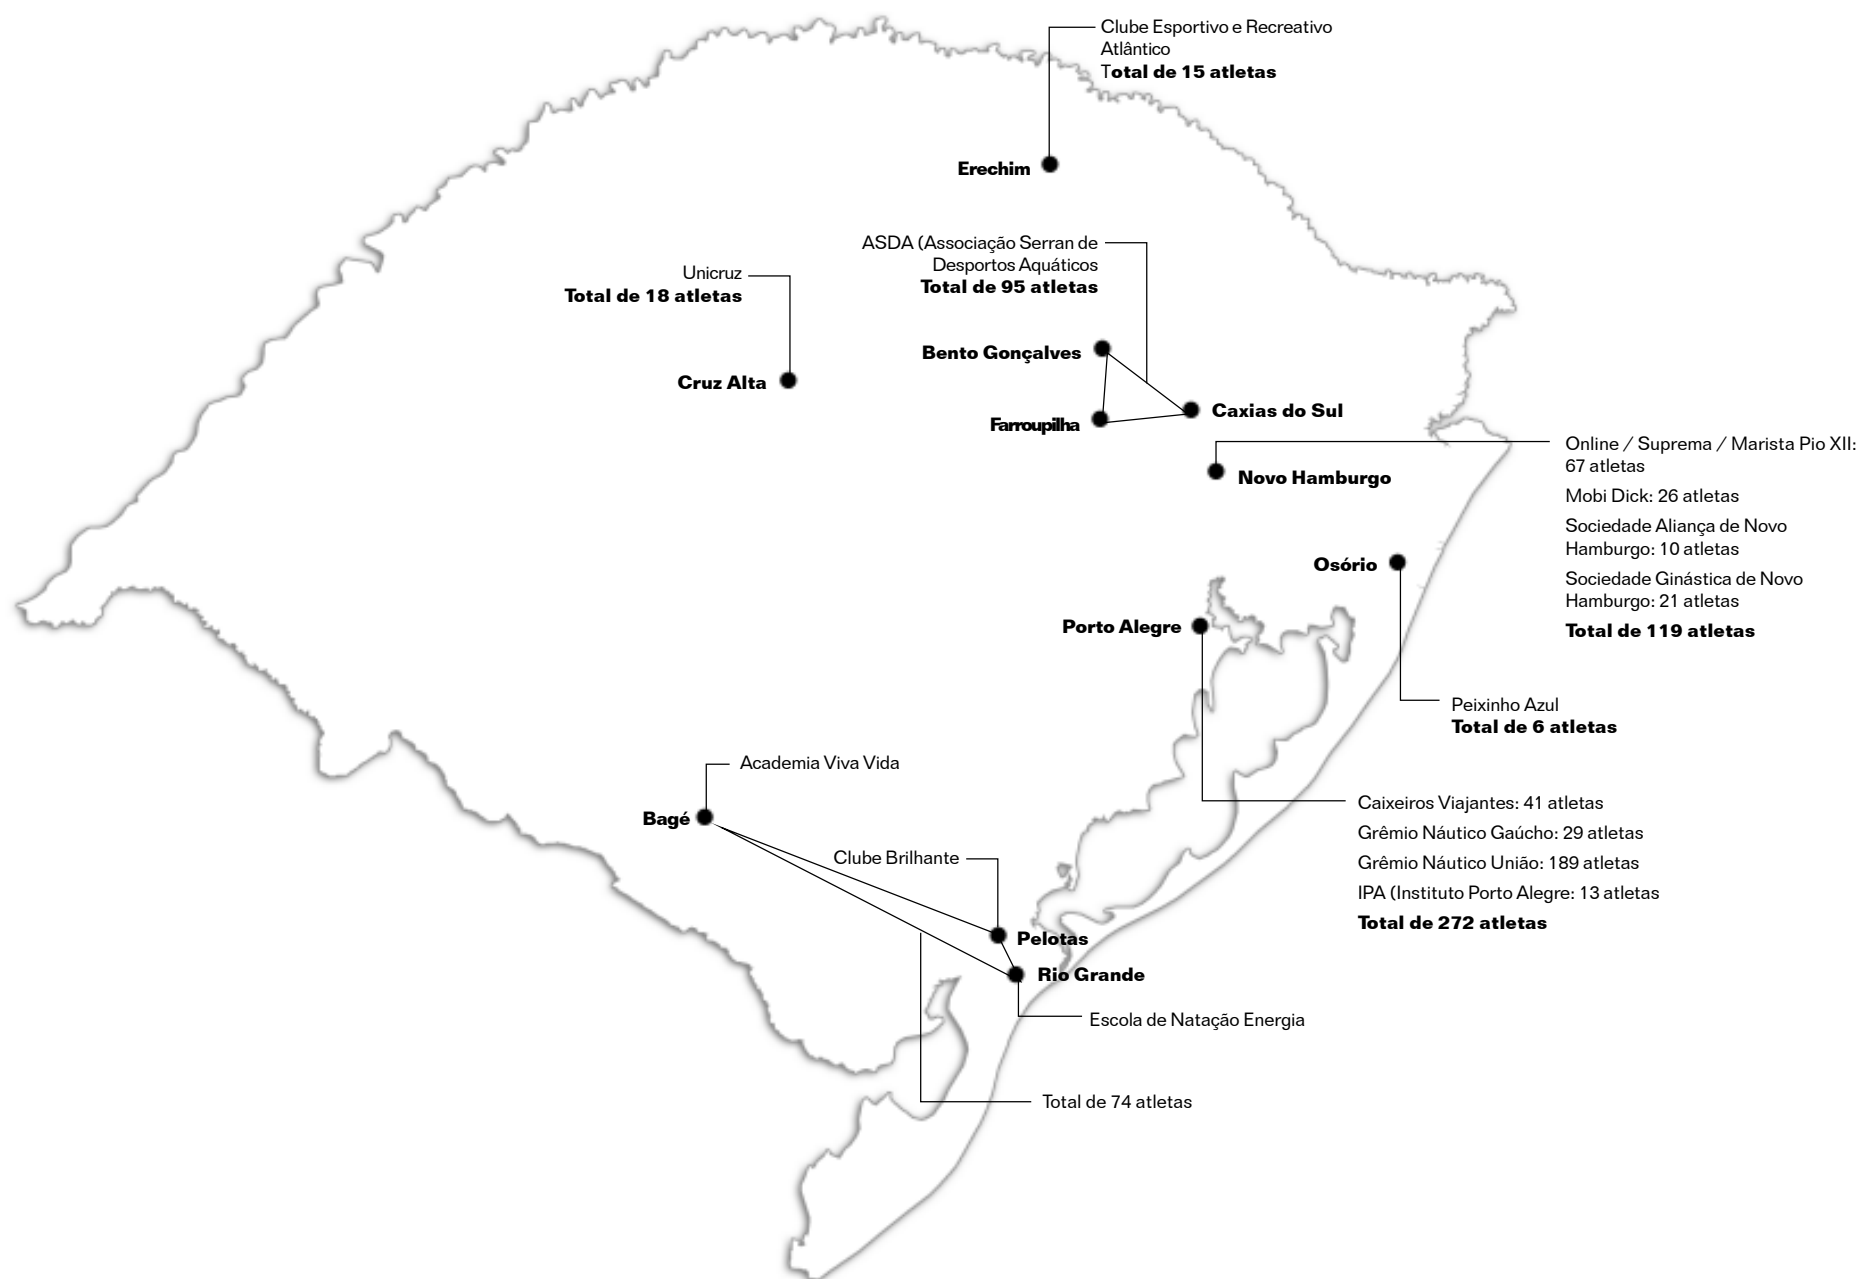 Clube Esportivo e Recreativo
Atlântico
Total de 15 atletas
Erechim
ASDA (Associação Serran de
Desportos Aquáticos
Total de 95 atletas
Unicruz
Total de 18 atletas
Bento Gonçalves
Cruz Alta
Caxias do Sul
Farroupilha
Online / Suprema / Marista Pio XII:
67 atletas
Mobi Dick: 26 atletas
Sociedade Aliança de Novo
Hamburgo: 10 atletas
Sociedade Ginástica de Novo
Hamburgo: 21 atletas
Total de 119 atletas
Novo Hamburgo
Osório
Porto Alegre
Peixinho Azul
Total de 6 atletas
Academia Viva Vida
Bagé
Caixeiros Viajantes: 41 atletas
Grêmio Náutico Gaúcho: 29 atletas
Grêmio Náutico União: 189 atletas
IPA (Instituto Porto Alegre: 13 atletas
Total de 272 atletas
Clube Brilhante
Pelotas
Rio Grande
Escola de Natação Energia
Total de 74 atletas